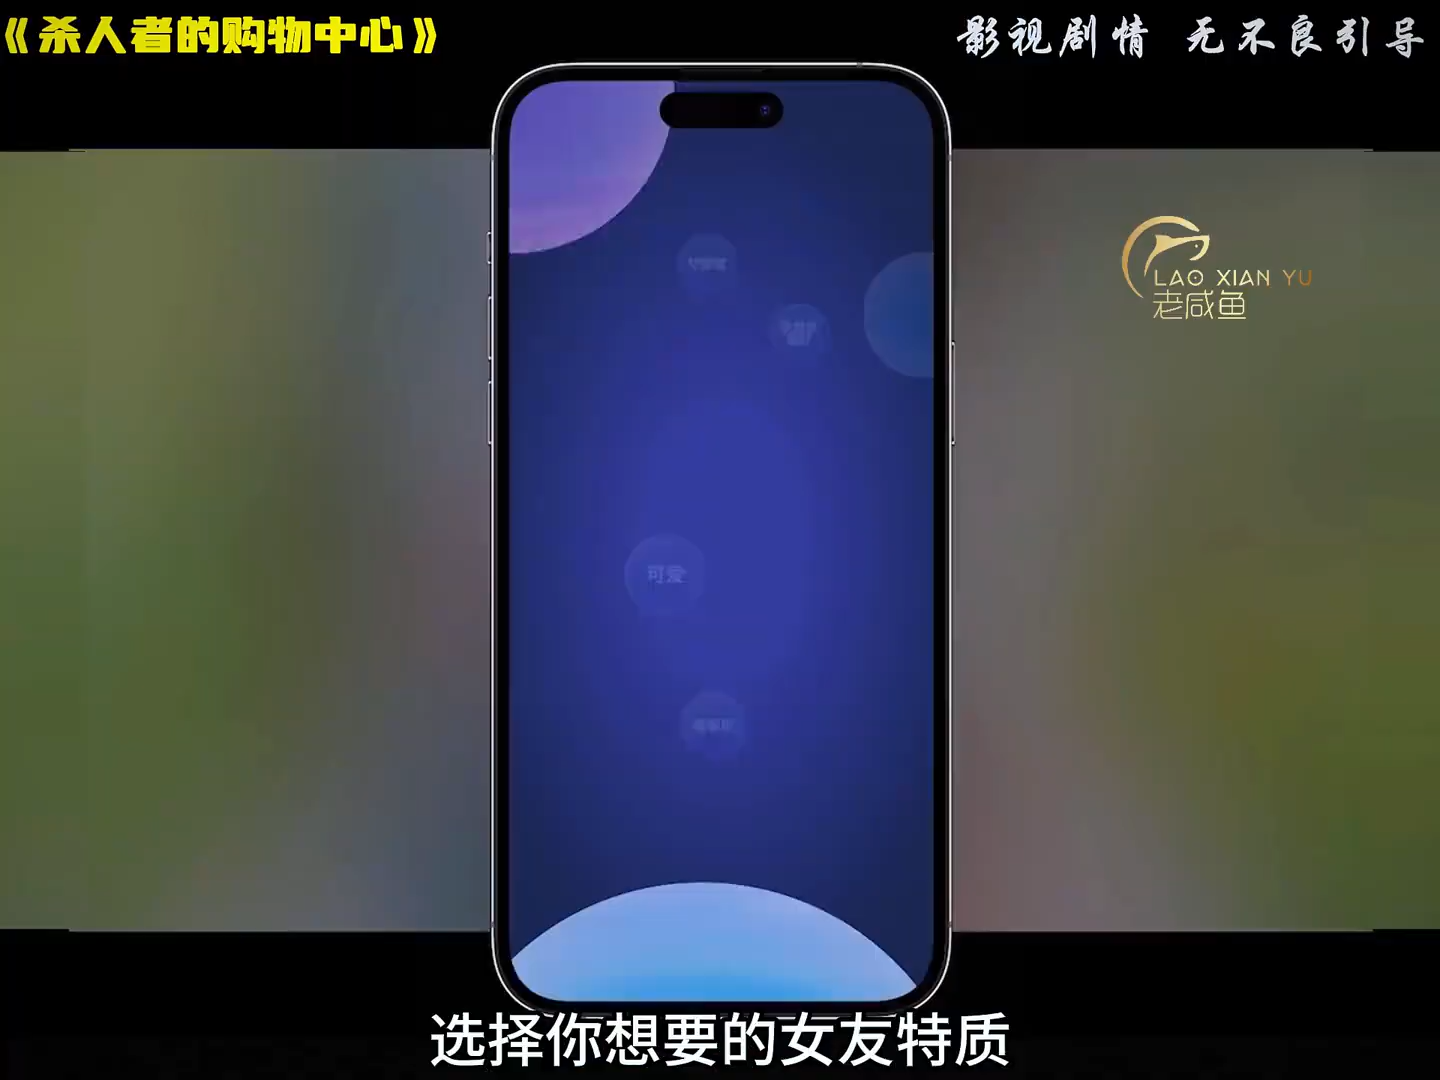 《杀人者的购物中心》
影视剧情 无不良引导
LAO XIAN YU
老咸鱼
可爱
选择你想要的女友特质